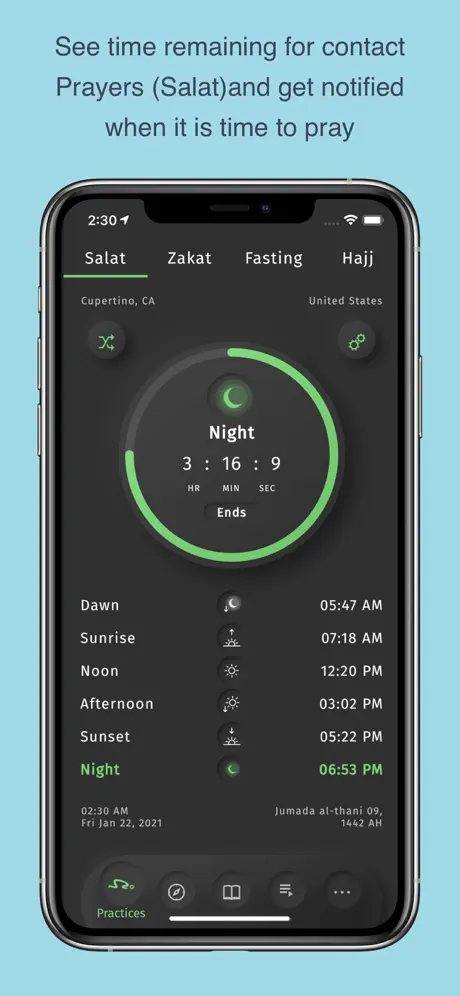 See time remaining for contact
Prayers (Salat)and get notified
when it is time to pray
2:30
Salat Zakat Fasting Hajj
Cupertino, CA United States
Night
3 : 16 : 9
HR MIN SEC
Ends
Dawn 05:47 AM
Sunrise 07:18 AM
Noon 12:20 PM
Afternoon 03:02 PM
Sunset 05:22 PM
Night 06:53 PM
02:30 AM Jumada al-thani 09,
Fri Jan 22, 2021 1442 AH
Practices